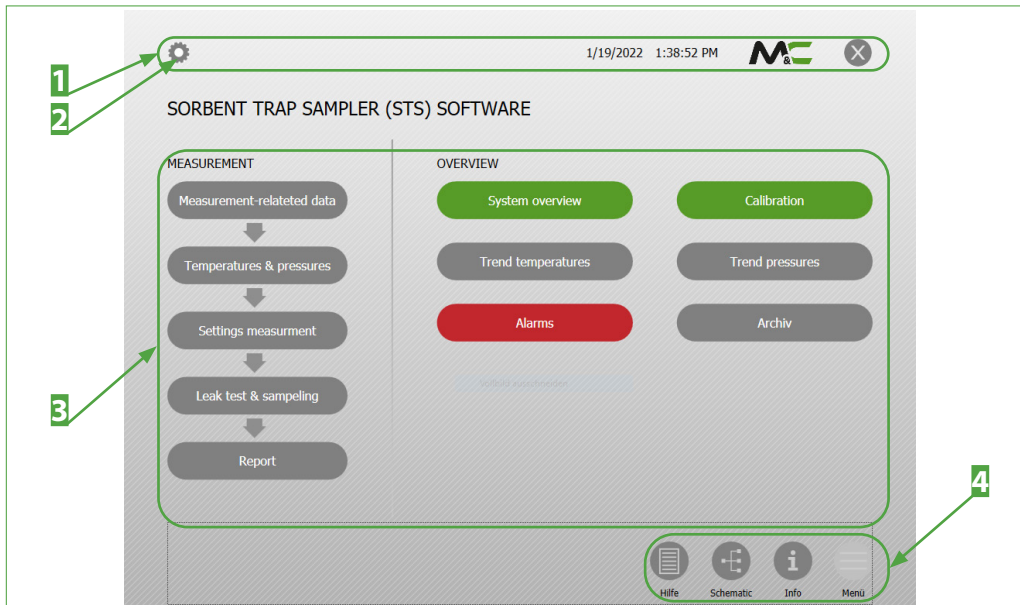 1/19/2022 1:38:52 PM M&C
1
2
SORBENT TRAP SAMPLER (STS) SOFTWARE
MEASUREMENT
OVERVIEW
Measurement-relateted data
System overview
Calibration
Temperatures & pressures
Trend temperatures
Trend pressures
Settings measurment
Alarms
Archiv
Leak test & sampeling
3
Report
4
Hilfe
Schematic
Info
Menü